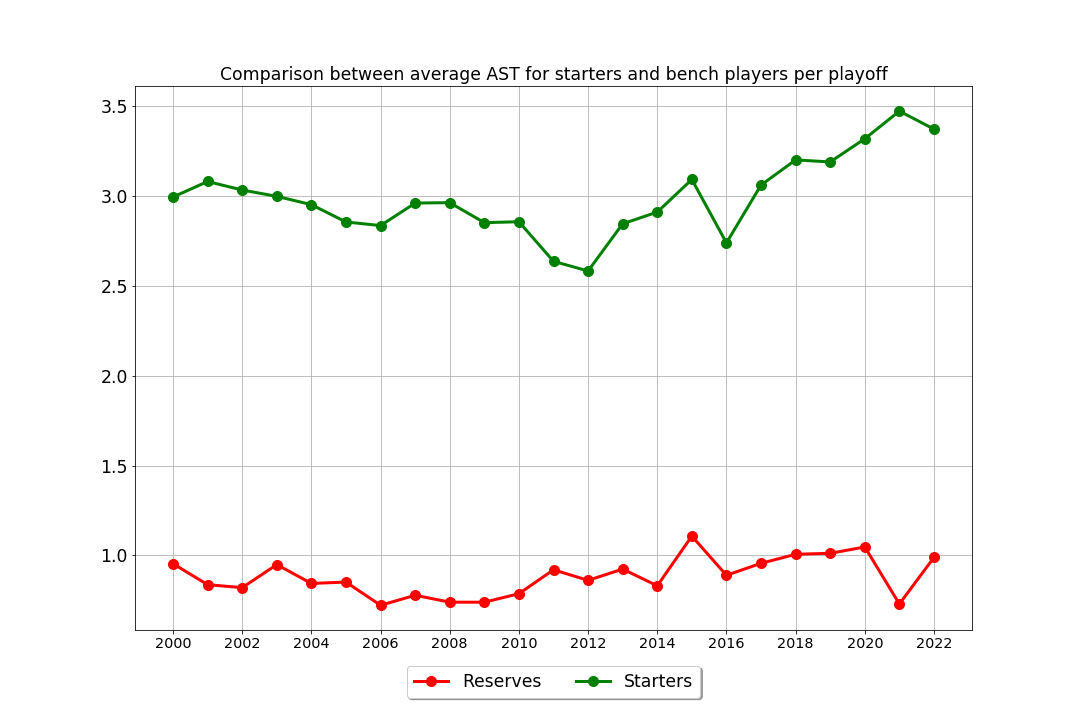 Comparison between average AST for starters and bench players per playoff
3.5
3.0
2.5
2.0
1.5
1.0
2000 2002 2004 2006 2008 2010 2012 2014 2016 2018 2020 2022
Reserves Starters